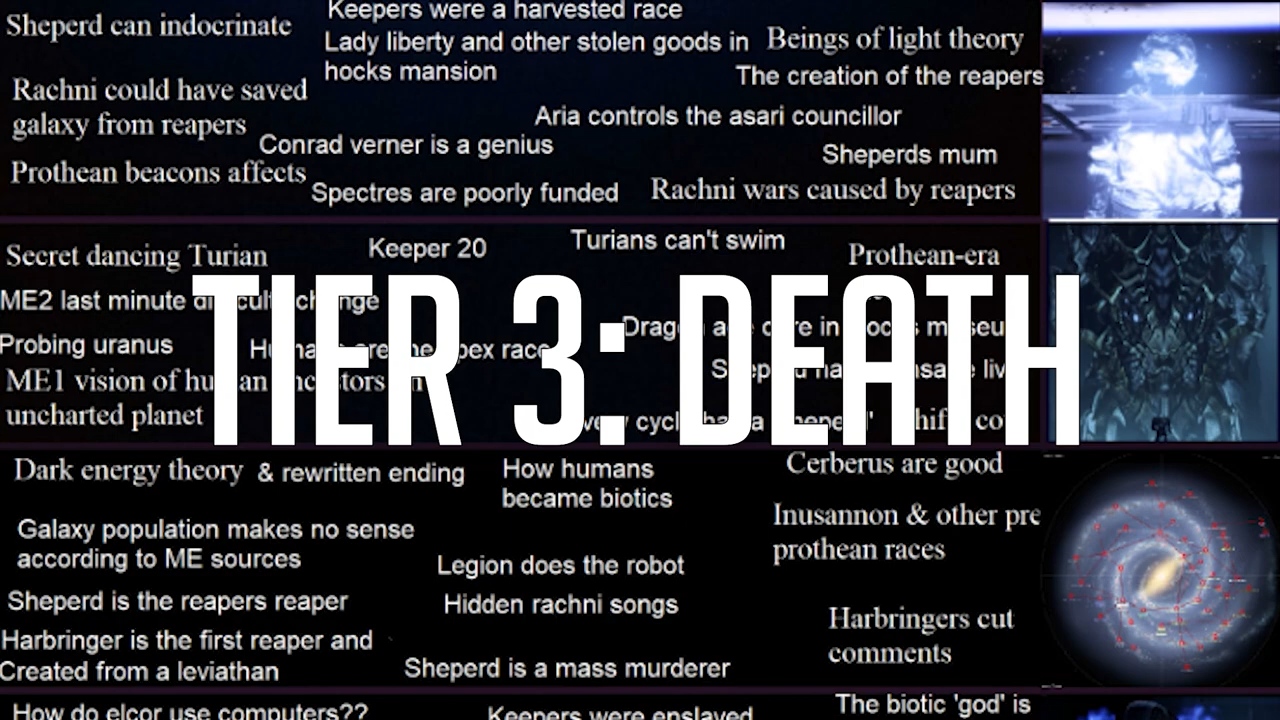 Keepers were a harvested race
Sheperd can indocrinate
Lady liberty and other stolen goods in
hocks mansion
Beings of light theory
The creation of the reapers
Rachni could have saved
galaxy from reapers
Aria controls the asari councillor
Conrad verner is a genius
Sheperds mum
Prothean beacons affects
Spectres are poorly funded
Rachni wars caused by reapers
Secret dancing Turian
Keeper 20
Turians can't swim
Prothean-era
TIER 3: DEATH
ME2 last minute change
Probing uranus
ME1 vision of
uncharted planet
Dark energy theory & rewritten ending
How humans
became biotics
Cerberus are good
Galaxy population makes no sense
according to ME sources
Inusannon & other pre
prothean races
Legion does the robot
Sheperd is the reapers reaper
Hidden rachni songs
Harbringer is the first reaper and
Created from a leviathan
Harbringers cut
comments
Sheperd is a mass murderer
How do elcor use computers??
Keepers were enslaved
The biotic 'god' is